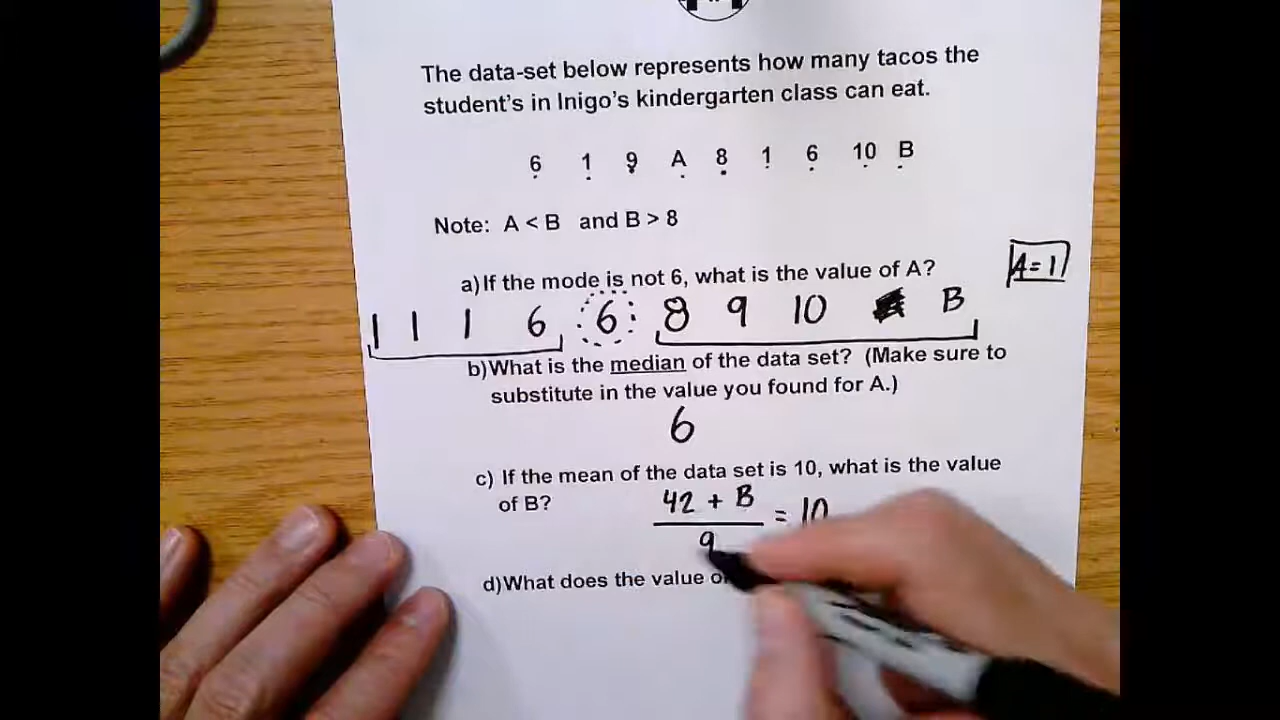 The data-set below represents how many tacos the
student's in Inigo's kindergarten class can eat.
6 1 9 A 8 1 6 10 B
Note: A < B and B > 8
a) If the mode is not 6, what is the value of A?
A = 1
1 1 1 6 6 8 9 10 B
b) What is the median of the data set? (Make sure to
substitute in the value you found for A.)
6
c) If the mean of the data set is 10, what is the value
of B?
42 + B
= 10
9
d) What does the value